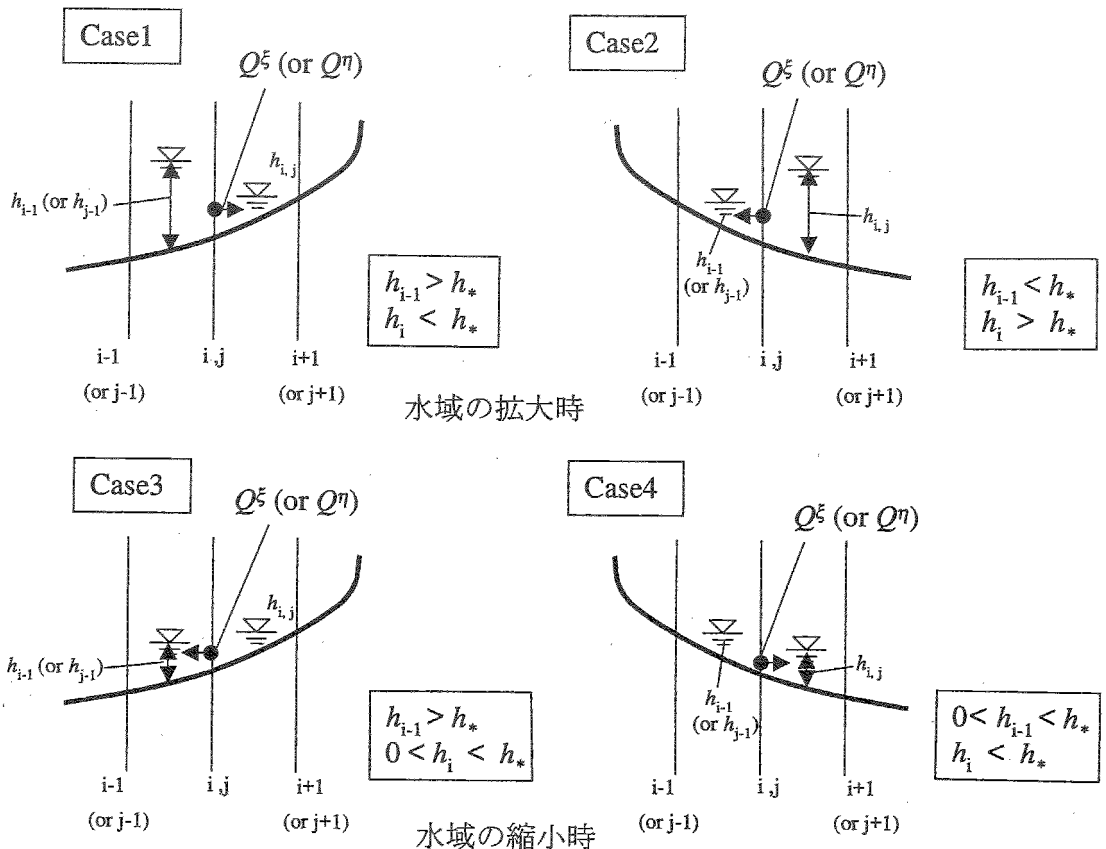 Case1
Q^ξ (or Q^η)
h_{i,j}
h_{i-1} (or h_{j-1})
h_{i-1} > h_*
h_i < h_*
i-1
i ,j
i+1
(or j-1)
(or j+1)
Case2
Q^ξ (or Q^η)
h_{i,j}
h_{i-1}
(or h_{j-1})
h_{i-1} < h_*
h_i > h_*
i-1
i ,j
i+1
(or j-1)
(or j+1)
水域の拡大時
Case3
Q^ξ (or Q^η)
h_{i,j}
h_{i-1} (or h_{j-1})
h_{i-1} > h_*
0 < h_i < h_*
i-1
i ,j
i+1
(or j-1)
(or j+1)
Case4
Q^ξ (or Q^η)
h_{i,j}
h_{i-1}
(or h_{j-1})
0 < h_{i-1} < h_*
h_i < h_*
i-1
i ,j
i+1
(or j-1)
(or j+1)
水域の縮小時